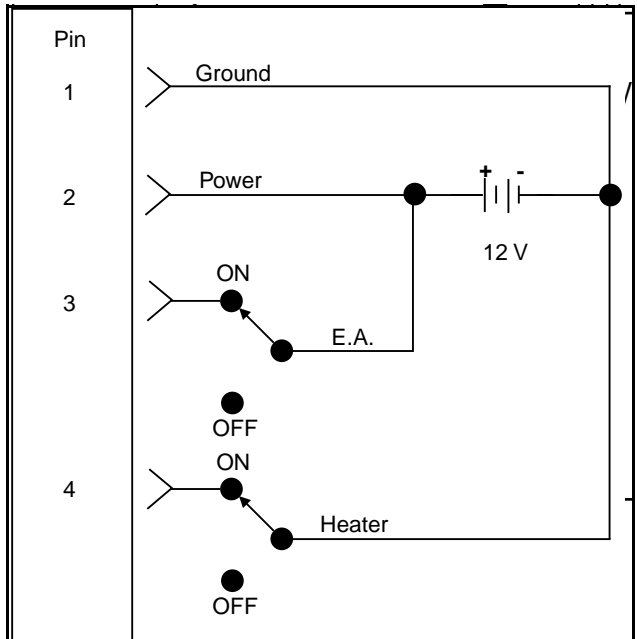 Pin
1
Ground
2
Power
+ -
12 V
3
ON
E.A.
OFF
4
ON
Heater
OFF